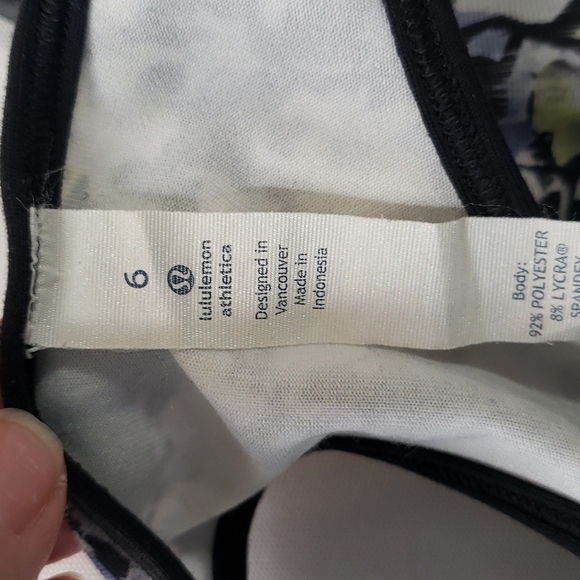 6
lululemon
athletica
Designed in
Vancouver
Made in
Indonesia
Body:
92% POLYESTER
8% LYCRA®
SPANDEX